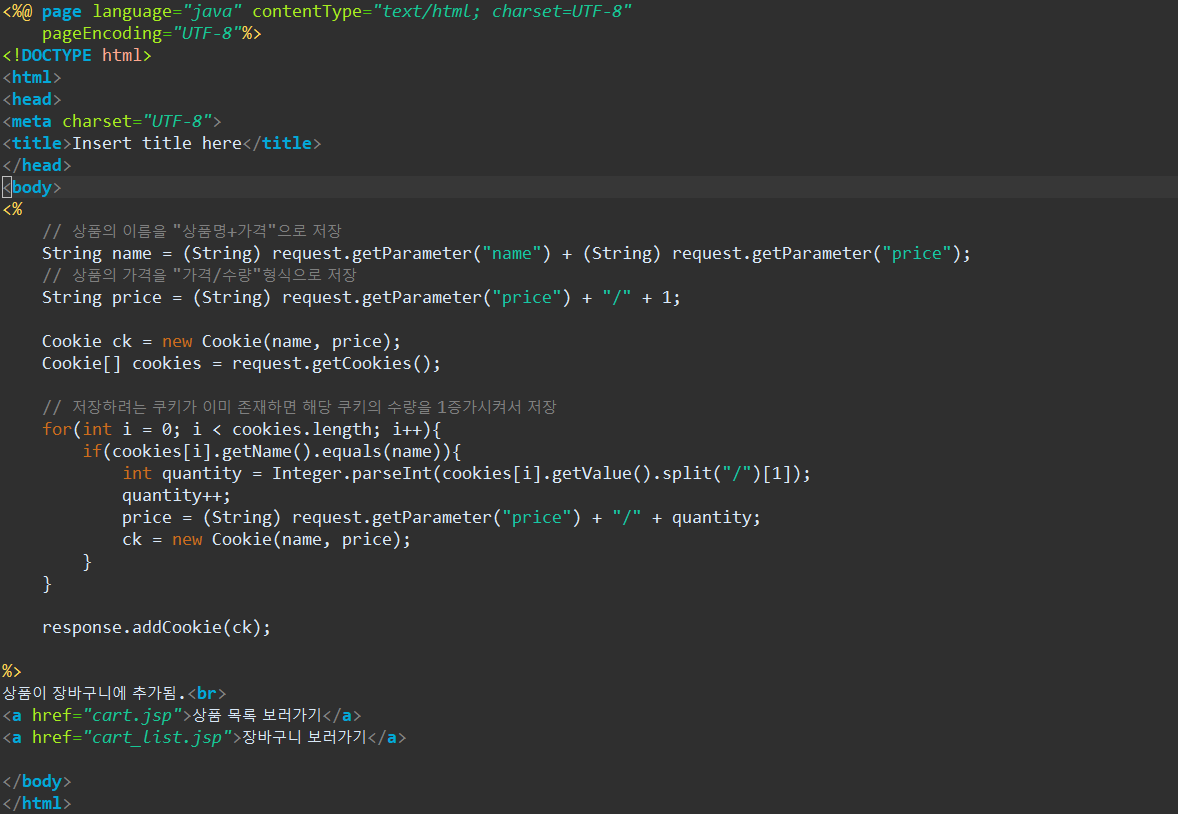 <%@ page language="java" contentType="text/html; charset=UTF-8"
    pageEncoding="UTF-8"%>
<!DOCTYPE html>
<html>
<head>
<meta charset="UTF-8">
<title>Insert title here</title>
</head>
<body>
<%
    // 상품의 이름을 "상품명+가격"으로 저장
    String name = (String) request.getParameter("name") + (String) request.getParameter("price");
    // 상품의 가격을 "가격/수량"형식으로 저장
    String price = (String) request.getParameter("price") + "/" + 1;

    Cookie ck = new Cookie(name, price);
    Cookie[] cookies = request.getCookies();

    // 저장하려는 쿠키가 이미 존재하면 해당 쿠키의 수량을 1증가시켜서 저장
    for(int i = 0; i < cookies.length; i++){
        if(cookies[i].getName().equals(name)){
            int quantity = Integer.parseInt(cookies[i].getValue().split("/")[1]);
            quantity++;
            price = (String) request.getParameter("price") + "/" + quantity;
            ck = new Cookie(name, price);
        }
    }

    response.addCookie(ck);

%>
상품이 장바구니에 추가됨.<br>
<a href="cart.jsp">상품 목록 보러가기</a>
<a href="cart_list.jsp">장바구니 보러가기</a>

</body>
</html>